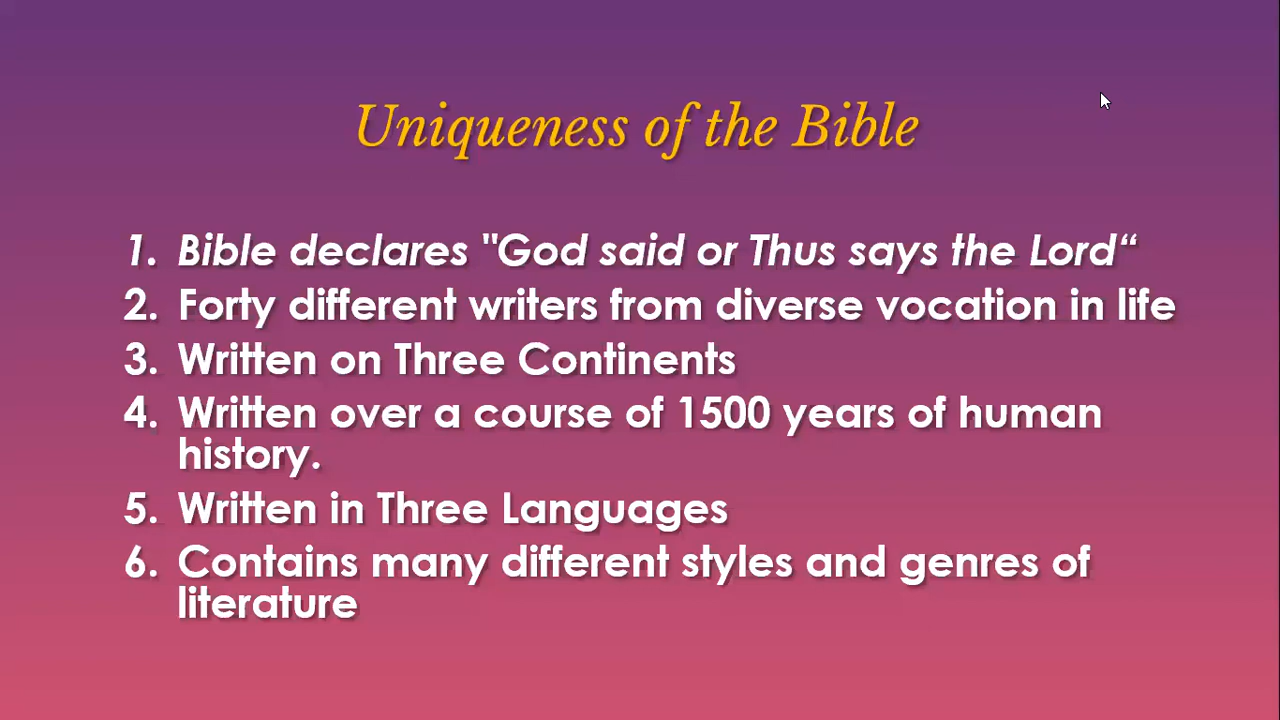 Uniqueness of the Bible
1. Bible declares "God said or Thus says the Lord“
2. Forty different writers from diverse vocation in life
3. Written on Three Continents
4. Written over a course of 1500 years of human
history.
5. Written in Three Languages
6. Contains many different styles and genres of
literature